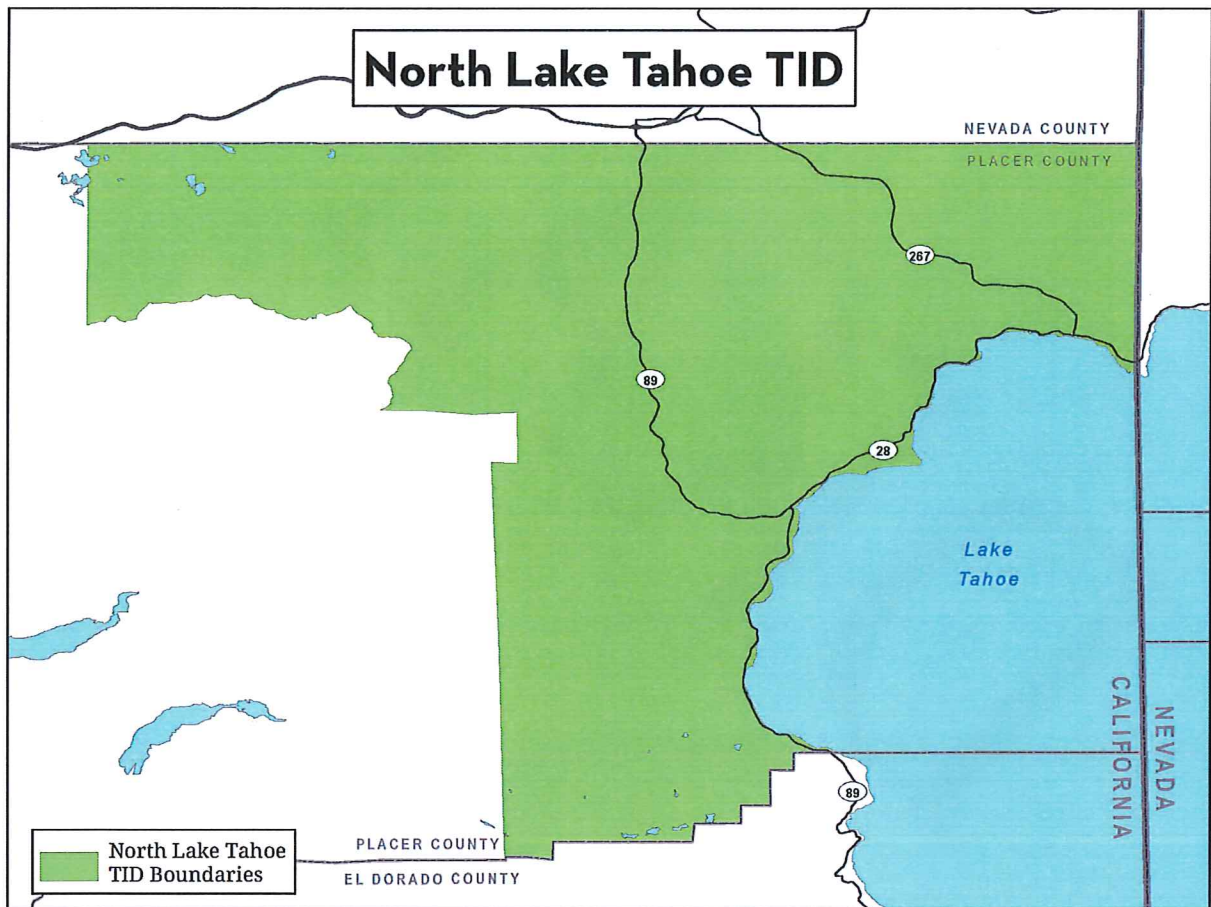 North Lake Tahoe TID
NEVADA COUNTY
PLACER COUNTY
267
89
28
Lake
Tahoe
CALIFORNIA
NEVADA
89
PLACER COUNTY
EL DORADO COUNTY
North Lake Tahoe
TID Boundaries